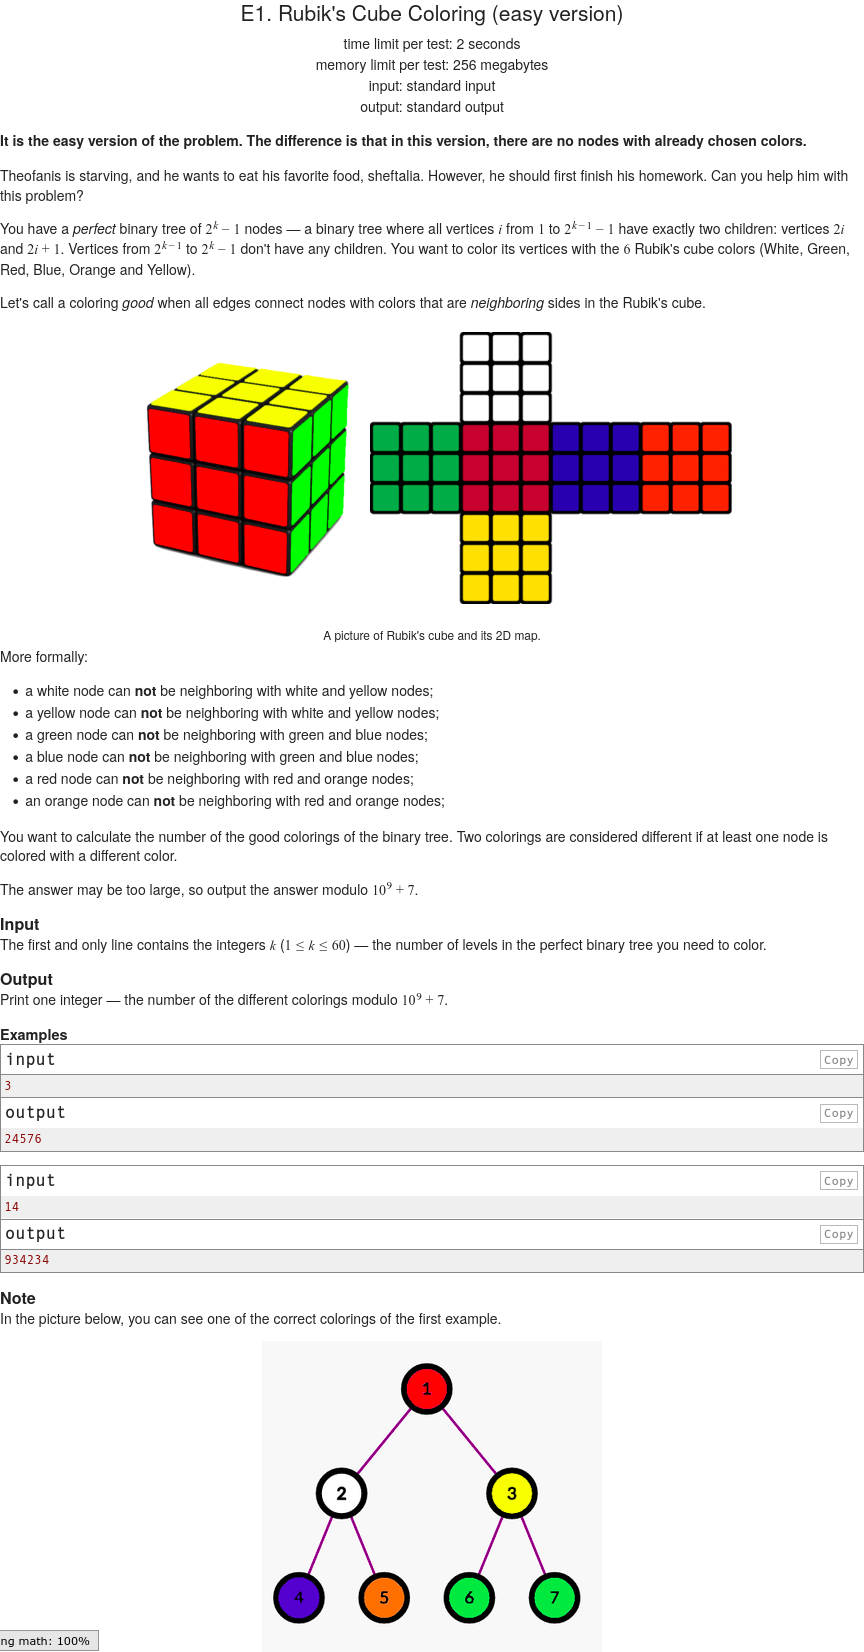 E1. Rubik's Cube Coloring (easy version)
time limit per test: 2 seconds
memory limit per test: 256 megabytes
input: standard input
output: standard output
It is the easy version of the problem. The difference is that in this version, there are no nodes with already chosen colors.
Theofanis is starving, and he wants to eat his favorite food, sheftalia. However, he should first finish his homework. Can you help him with
this problem?
You have a perfect binary tree of 2^k − 1 nodes — a binary tree where all vertices i from 1 to 2^{k−1} − 1 have exactly two children: vertices 2i
and 2i + 1. Vertices from 2^{k−1} to 2^k − 1 don't have any children. You want to color its vertices with the 6 Rubik's cube colors (White, Green,
Red, Blue, Orange and Yellow).
Let's call a coloring good when all edges connect nodes with colors that are neighboring sides in the Rubik's cube.
A picture of Rubik's cube and its 2D map.
More formally:
• a white node can not be neighboring with white and yellow nodes;
• a yellow node can not be neighboring with white and yellow nodes;
• a green node can not be neighboring with green and blue nodes;
• a blue node can not be neighboring with green and blue nodes;
• a red node can not be neighboring with red and orange nodes;
• an orange node can not be neighboring with red and orange nodes;
You want to calculate the number of the good colorings of the binary tree. Two colorings are considered different if at least one node is
colored with a different color.
The answer may be too large, so output the answer modulo 10^9 + 7.
Input
The first and only line contains the integers k (1 ≤ k ≤ 60) — the number of levels in the perfect binary tree you need to color.
Output
Print one integer — the number of the different colorings modulo 10^9 + 7.
Examples
input Copy
3
output Copy
24576
input Copy
14
output Copy
934234
Note
In the picture below, you can see one of the correct colorings of the first example.
1
2 3
4 5 6 7
ng math: 100%